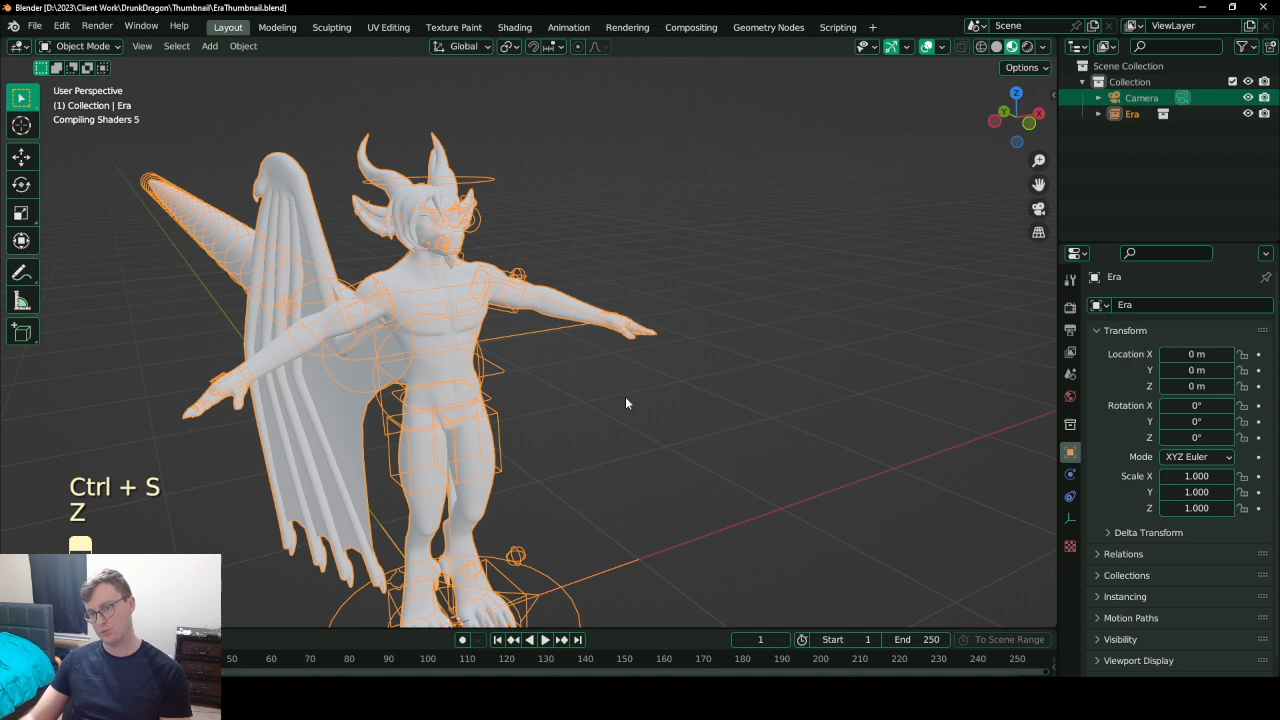 Blender [D:\2023\Client Work\DrunkDragon\Thumbnail\EraThumbnail.blend]
File Edit Render Window Help Layout Modeling Sculpting UV Editing Texture Paint Shading Animation Rendering Compositing Geometry Nodes Scripting + Scene ViewLayer
Object Mode View Select Add Object Global
Options
User Perspective
(1) Collection | Era
Compiling Shaders 5
Z
X
Y
Scene Collection
Collection
Camera
Era
Era
Era
Transform
Location X 0 m
Y 0 m
Z 0 m
Rotation X 0°
Y 0°
Z 0°
Mode XYZ Euler
Scale X 1.000
Y 1.000
Z 1.000
Delta Transform
Relations
Collections
Instancing
Motion Paths
Visibility
Viewport Display
Ctrl + S
Z
1 Start 1 End 250 To Scene Range
50 60 70 80 90 100 110 120 130 140 150 160 170 180 190 200 210 220 230 240 250